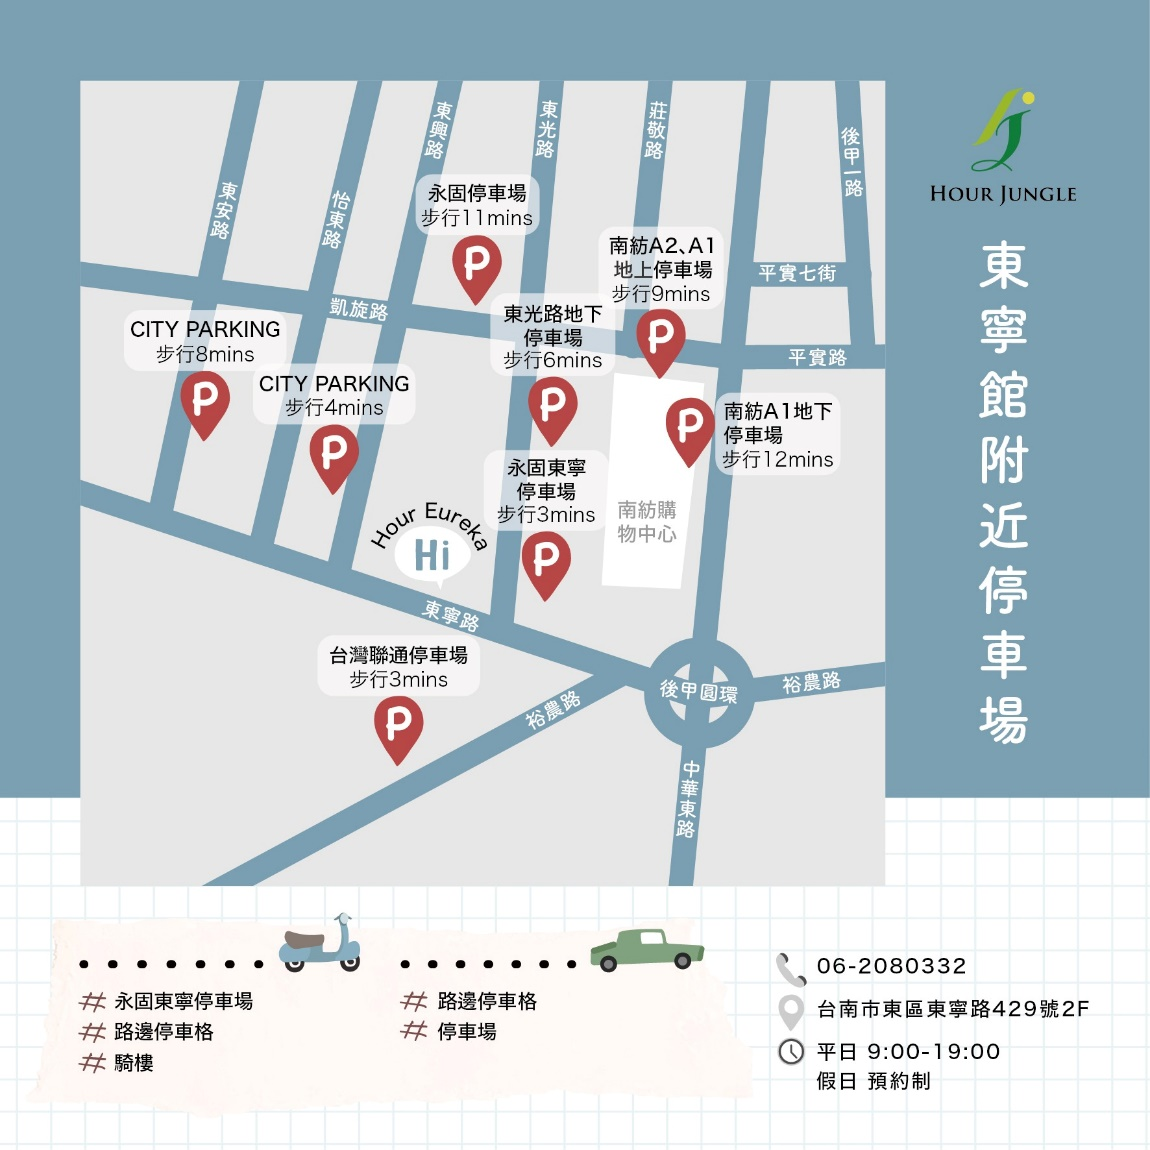 HOUR JUNGLE
東寧館附近停車場
東安路
怡東路
東興路
東光路
莊敬路
後甲一路
永固停車場
步行11mins
南紡A2、A1
地上停車場
步行9mins
平實七街
凱旋路
東光路地下
停車場
步行6mins
CITY PARKING
步行8mins
平實路
CITY PARKING
步行4mins
南紡A1地下
停車場
步行12mins
永固東寧
停車場
步行3mins
南紡購
物中心
Hour Eureka
Hi
東寧路
台灣聯通停車場
步行3mins
裕農路
後甲圓環
裕農路
中華東路
# 永固東寧停車場
# 路邊停車格
# 騎樓
# 路邊停車格
# 停車場
06-2080332
台南市東區東寧路429號2F
平日 9:00-19:00
假日 預約制